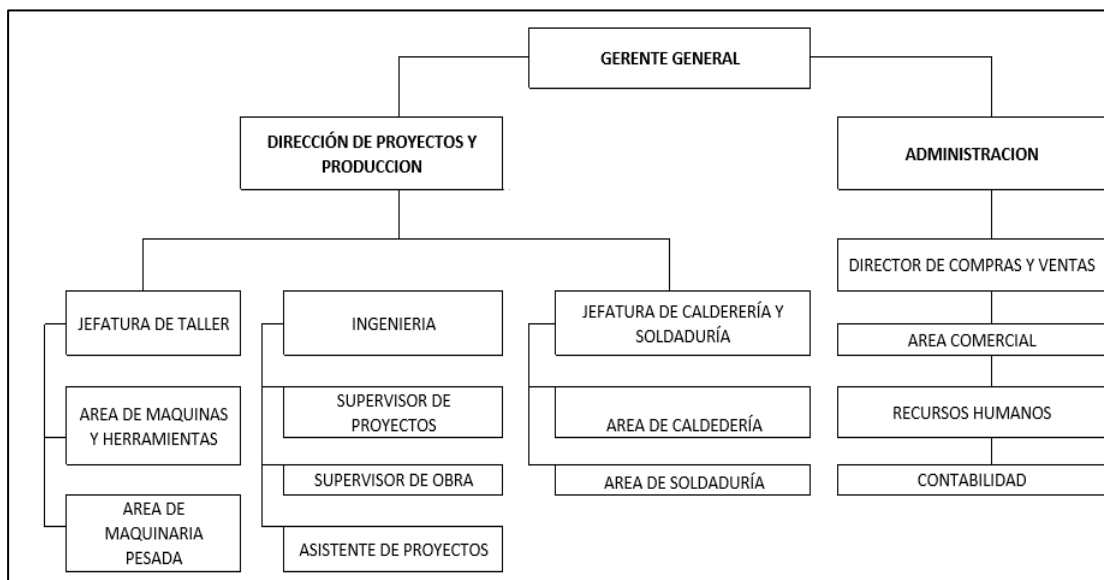 GERENTE GENERAL
DIRECCIÓN DE PROYECTOS Y
PRODUCCION
ADMINISTRACION
DIRECTOR DE COMPRAS Y VENTAS
JEFATURA DE TALLER
INGENIERIA
JEFATURA DE CALDERERÍA Y
SOLDADURÍA
AREA COMERCIAL
AREA DE MAQUINAS
Y HERRAMIENTAS
SUPERVISOR DE
PROYECTOS
AREA DE CALDEDERÍA
RECURSOS HUMANOS
SUPERVISOR DE OBRA
AREA DE SOLDADURÍA
CONTABILIDAD
AREA DE
MAQUINARIA
PESADA
ASISTENTE DE PROYECTOS